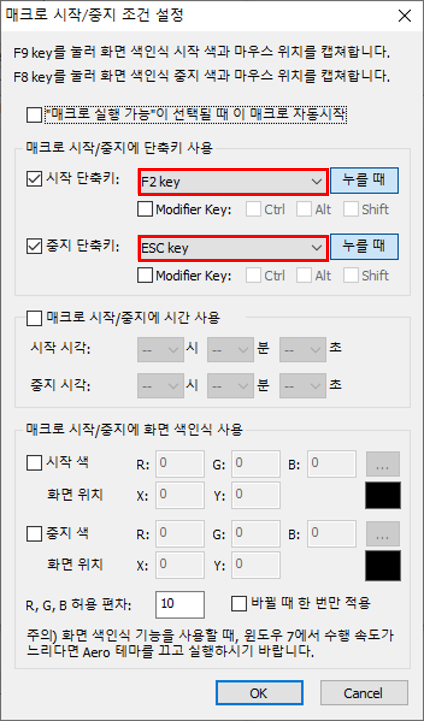 매크로 시작/중지 조건 설정
F9 key를 눌러 화면 색인식 시작 색과 마우스 위치를 캡쳐합니다.
F8 key를 눌러 화면 색인식 중지 색과 마우스 위치를 캡쳐합니다.
"매크로 실행 가능"이 선택될 때 이 매크로 자동시작
매크로 시작/중지에 단축키 사용
시작 단축키: F2 key 누를 때
Modifier Key: Ctrl Alt Shift
중지 단축키: ESC key 누를 때
Modifier Key: Ctrl Alt Shift
매크로 시작/중지에 시간 사용
시작 시각: -- 시 -- 분 -- 초
중지 시각: -- 시 -- 분 -- 초
매크로 시작/중지에 화면 색인식 사용
시작 색 R: 0 G: 0 B: 0 ...
화면 위치 X: 0 Y: 0
중지 색 R: 0 G: 0 B: 0 ...
화면 위치 X: 0 Y: 0
R, G, B 허용 편차: 10 바뀔 때 한 번만 적용
주의) 화면 색인식 기능을 사용할 때, 윈도우 7에서 수행 속도가
느리다면 Aero 테마를 끄고 실행하시기 바랍니다.
OK Cancel